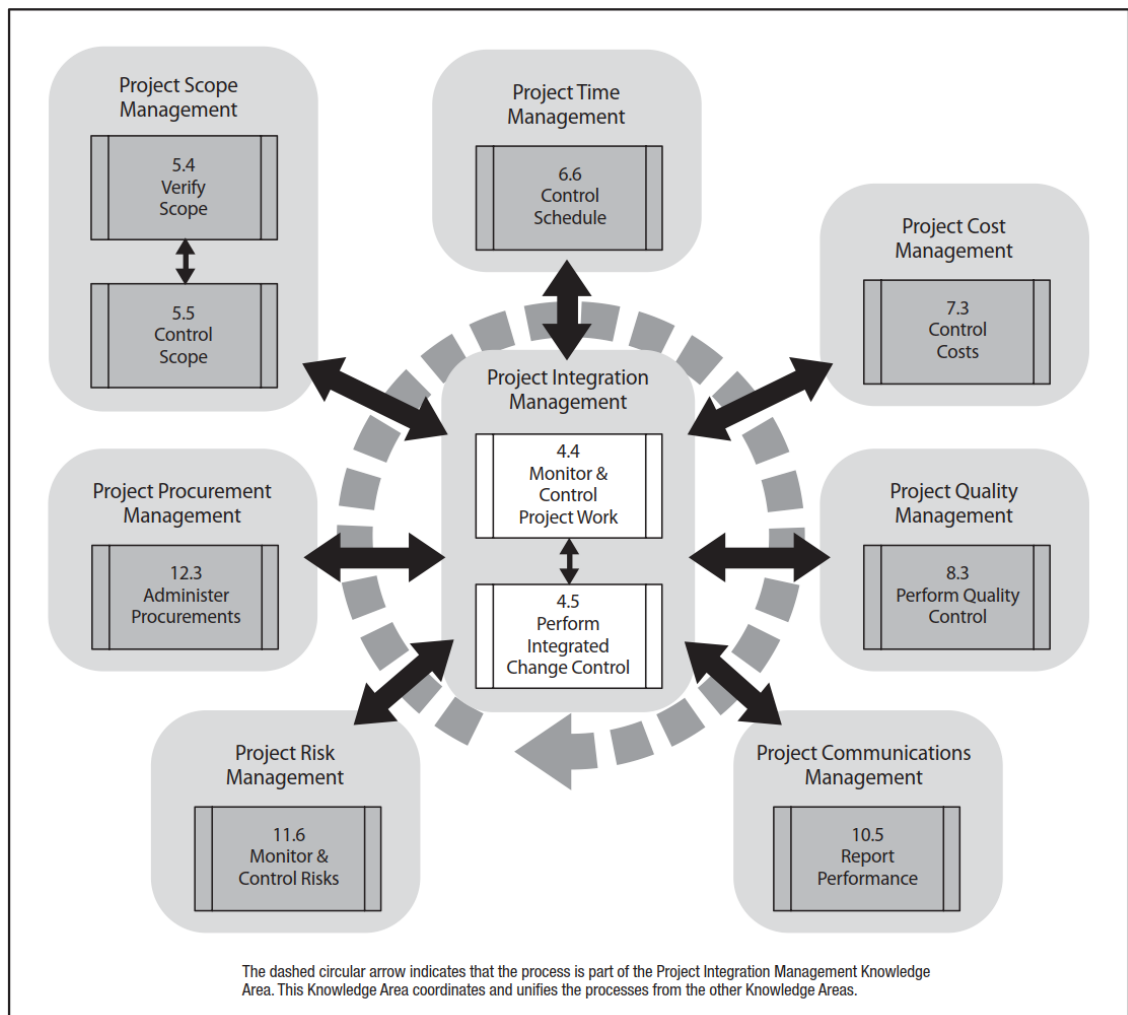 Project Scope
Management
5.4
Verify
Scope
5.5
Control
Scope
Project Time
Management
6.6
Control
Schedule
Project Cost
Management
7.3
Control
Costs
Project Integration
Management
4.4
Monitor &
Control
Project Work
4.5
Perform
Integrated
Change Control
Project Procurement
Management
12.3
Administer
Procurements
Project Quality
Management
8.3
Perform Quality
Control
Project Risk
Management
11.6
Monitor &
Control Risks
Project Communications
Management
10.5
Report
Performance
The dashed circular arrow indicates that the process is part of the Project Integration Management Knowledge
Area. This Knowledge Area coordinates and unifies the processes from the other Knowledge Areas.